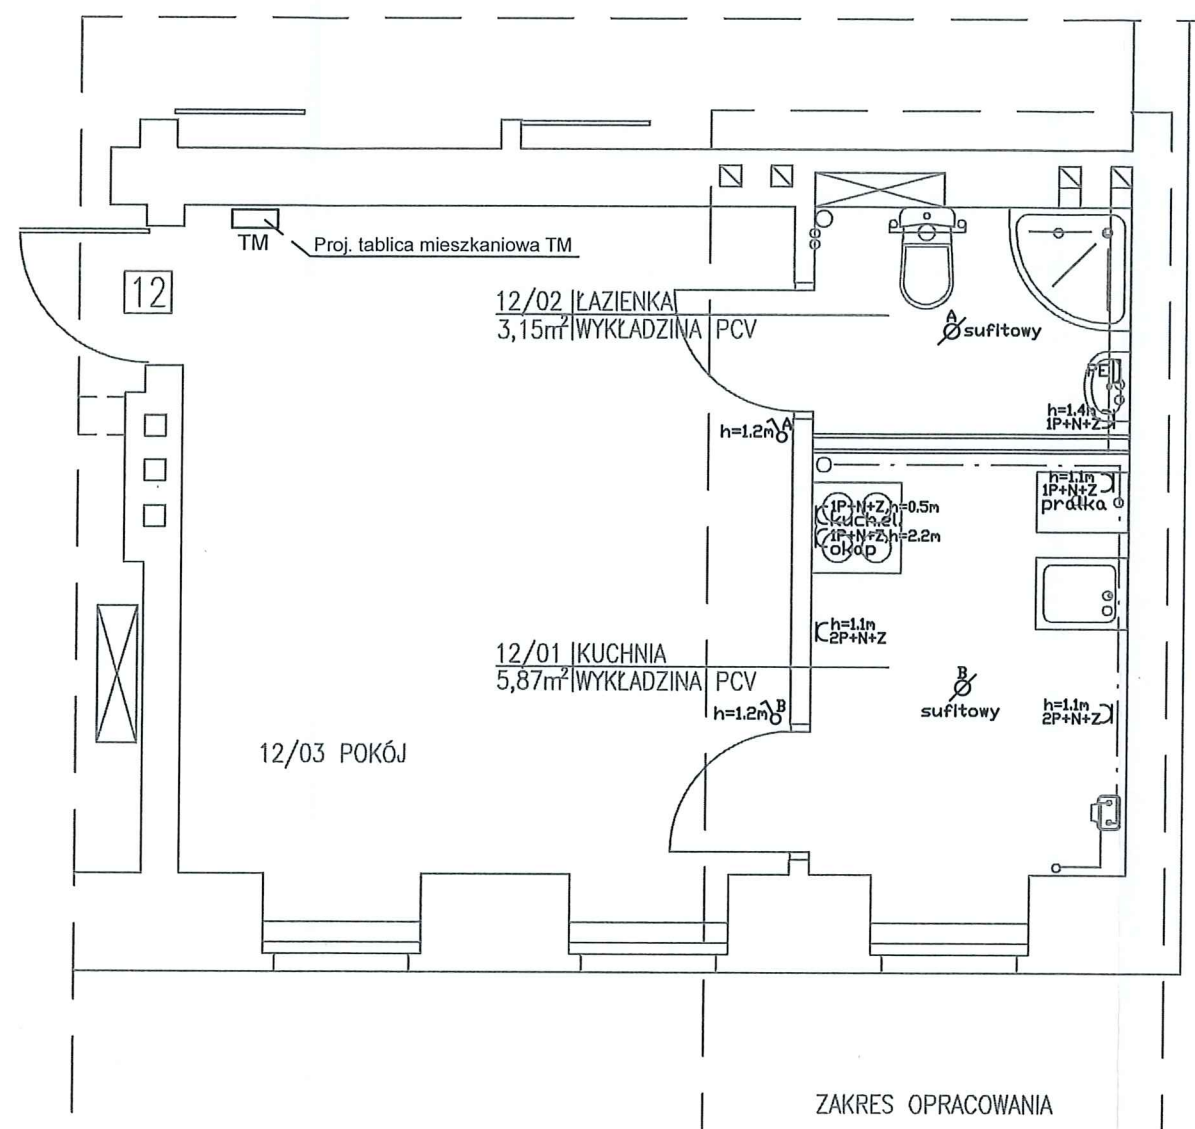 TM
Proj. tablica mieszkaniowa TM
12
12/02 ŁAZIENKA
3,15m² WYKŁADZINA PCV
A
sufitowy
PE
h=1.4m
1P+N+Z
h=1.2m A
h=1.1m
1P+N+Z
pralka
1P+N+Z,h=0.5m
kuch.el.
1P+N+Z,h=2.2m
okap
h=1.1m
2P+N+Z
12/01 KUCHNIA
5,87m² WYKŁADZINA PCV
B
sufitowy
h=1.2m B
h=1.1m
2P+N+Z
12/03 POKÓJ
ZAKRES OPRACOWANIA